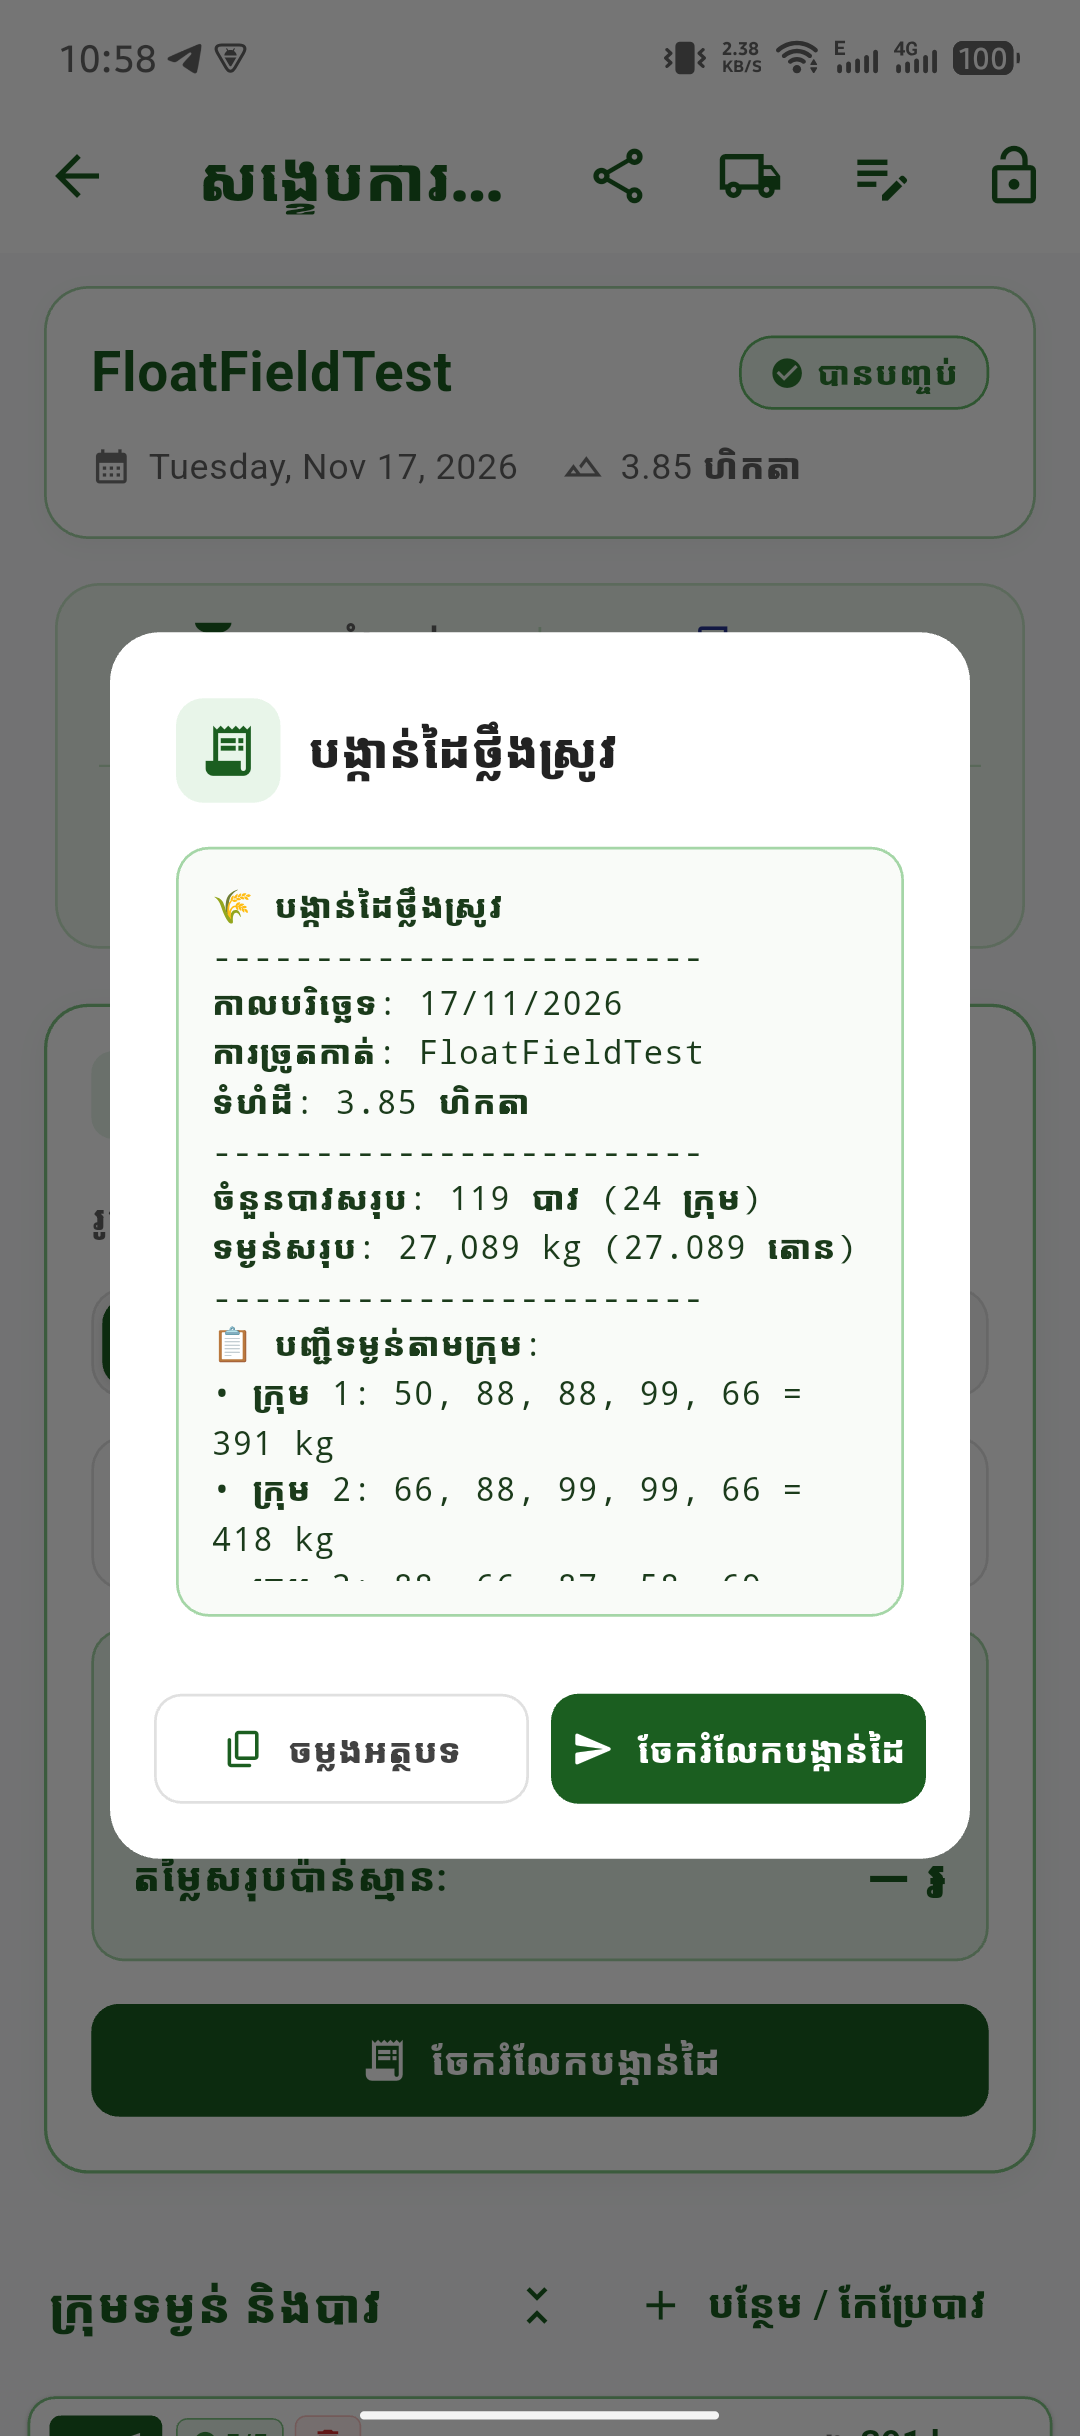 10:58
2.38 KB/S E 4G 100
សង្ខេបការ...
FloatFieldTest
បានបញ្ចប់
Tuesday, Nov 17, 2026 3.85 ហិកតា
បង្កាន់ដៃថ្លឹងស្រូវ
🌾 បង្កាន់ដៃថ្លឹងស្រូវ
------------------------
កាលបរិច្ឆេទ: 17/11/2026
ការច្រូតកាត់: FloatFieldTest
ទំហំដី: 3.85 ហិកតា
------------------------
ចំនួនបាវសរុប: 119 បាវ (24 ក្រុម)
ទម្ងន់សរុប: 27,089 kg (27.089 តោន)
------------------------
📋 បញ្ជីទម្ងន់តាមក្រុម:
• ក្រុម 1: 50, 88, 88, 99, 66 =
391 kg
• ក្រុម 2: 66, 88, 99, 99, 66 =
418 kg
ចម្លងអត្ថបទ
ចែករំលែកបង្កាន់ដៃ
តម្លៃសរុបប៉ាន់ស្មាន: — ៛
ចែករំលែកបង្កាន់ដៃ
ក្រុមទម្ងន់ និងបាវ
+ បន្ថែម / កែប្រែបាវ